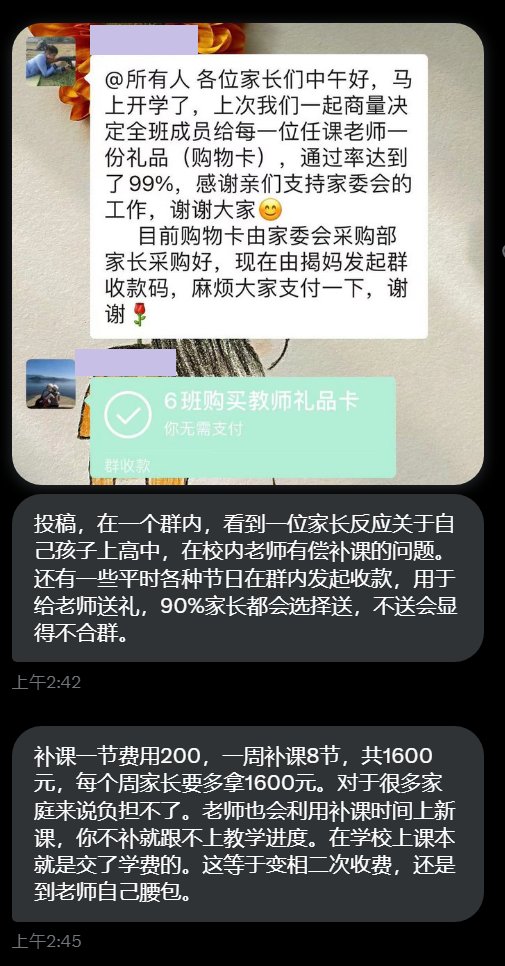 @所有人 各位家长们中午好，马
上开学了，上次我们一起商量决
定全班成员给每一位任课老师一
份礼品（购物卡），通过率达到
了99%，感谢亲们支持家委会的
工作，谢谢大家😊
目前购物卡由家委会采购部
家长采购好，现在由揭妈发起群
收款码，麻烦大家支付一下，谢
谢🌹
6班购买教师礼品卡
你无需支付
群收款
投稿，在一个群内，看到一位家长反应关于自
己孩子上高中，在校内老师有偿补课的问题。
还有一些平时各种节日在群内发起收款，用于
给老师送礼，90%家长都会选择送，不送会显
得不合群。
上午2:42
补课一节费用200，一周补课8节，共1600
元，每个周家长要多拿1600元。对于很多家
庭来说负担不了。老师也会利用补课时间上新
课，你不补就跟不上教学进度。在学校上课本
就是交了学费的。这等于变相二次收费，还是
到老师自己腰包。
上午2:45